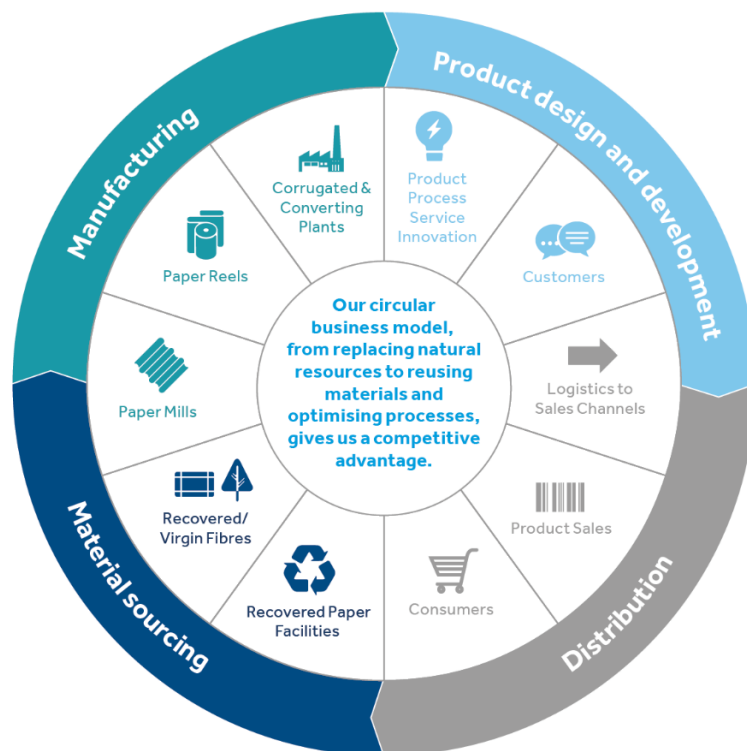 Manufacturing
Product design and development
Corrugated &
Converting
Plants
Product
Process
Service
Innovation
Paper Reels
Customers
Our circular
business model,
from replacing natural
resources to reusing
materials and
optimising processes,
gives us a competitive
advantage.
Paper Mills
Logistics to
Sales Channels
Recovered/
Virgin Fibres
Product Sales
Recovered Paper
Facilities
Consumers
Material sourcing
Distribution